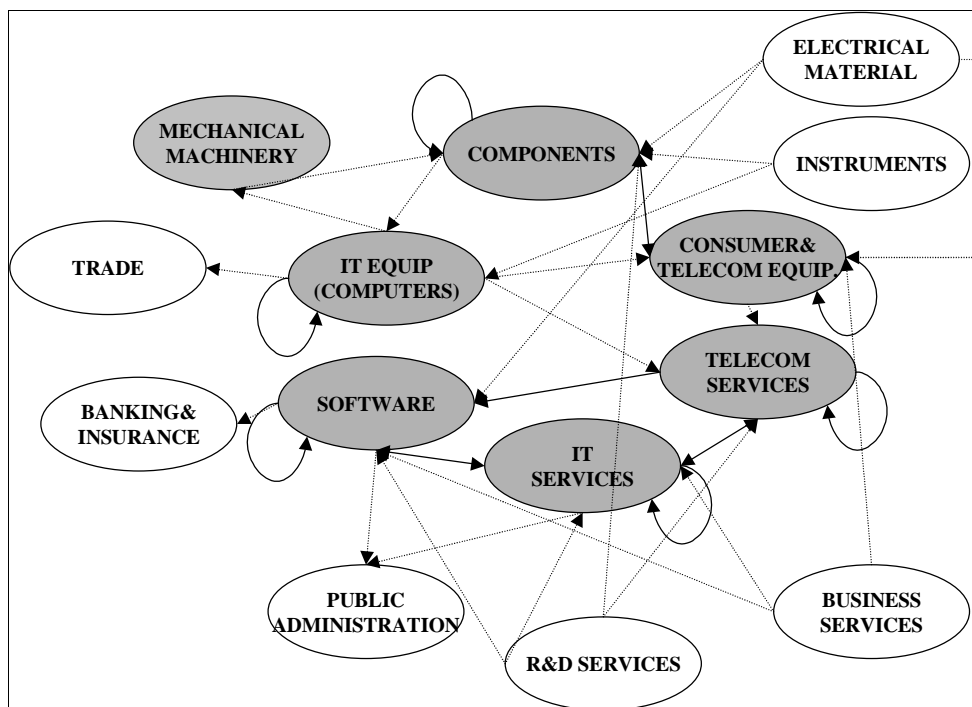 ELECTRICAL
MATERIAL
MECHANICAL
MACHINERY
COMPONENTS
INSTRUMENTS
TRADE
IT EQUIP
(COMPUTERS)
CONSUMER&
TELECOM EQUIP.
TELECOM
SERVICES
BANKING&
INSURANCE
SOFTWARE
IT
SERVICES
PUBLIC
ADMINISTRATION
R&D SERVICES
BUSINESS
SERVICES